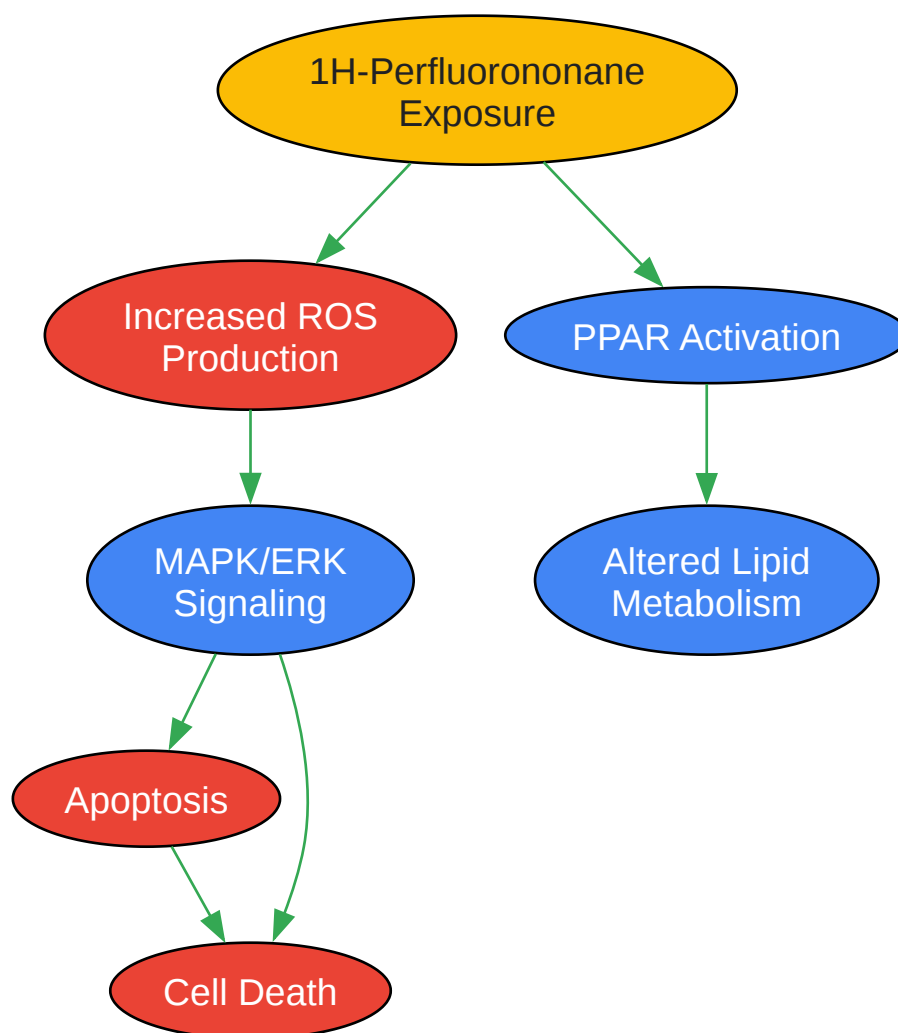 1H-Perfluorononane
Exposure
Increased ROS
Production
PPAR Activation
MAPK/ERK
Signaling
Altered Lipid
Metabolism
Apoptosis
Cell Death